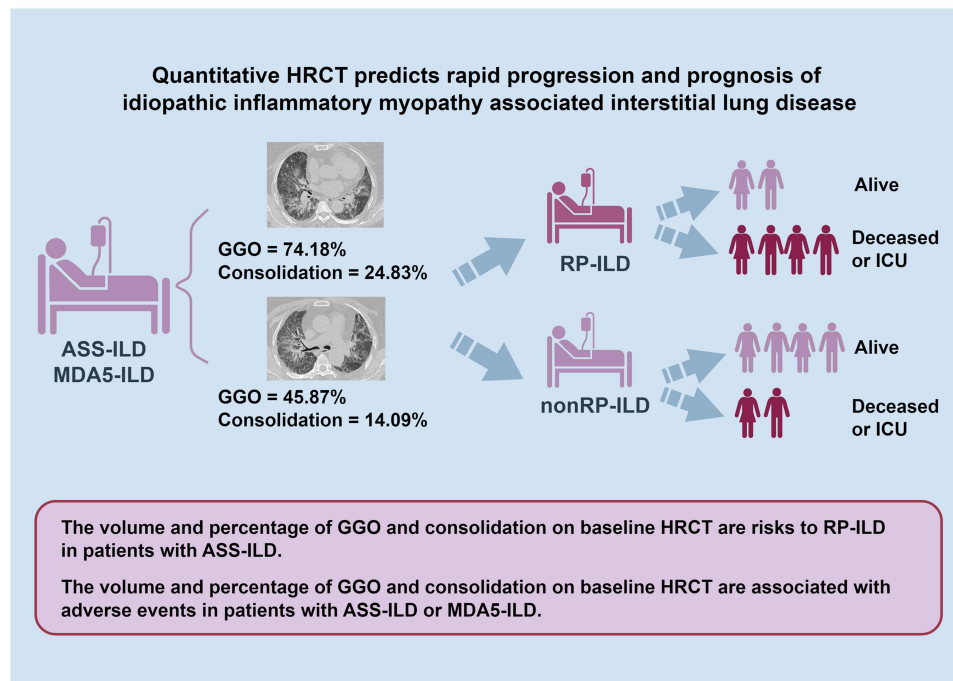 Quantitative HRCT predicts rapid progression and prognosis of
idiopathic inflammatory myopathy associated interstitial lung disease
ASS-ILD
MDA5-ILD
GGO = 74.18%
Consolidation = 24.83%
GGO = 45.87%
Consolidation = 14.09%
RP-ILD
Alive
Deceased
or ICU
nonRP-ILD
Alive
Deceased
or ICU
The volume and percentage of GGO and consolidation on baseline HRCT are risks to RP-ILD
in patients with ASS-ILD.
The volume and percentage of GGO and consolidation on baseline HRCT are associated with
adverse events in patients with ASS-ILD or MDA5-ILD.